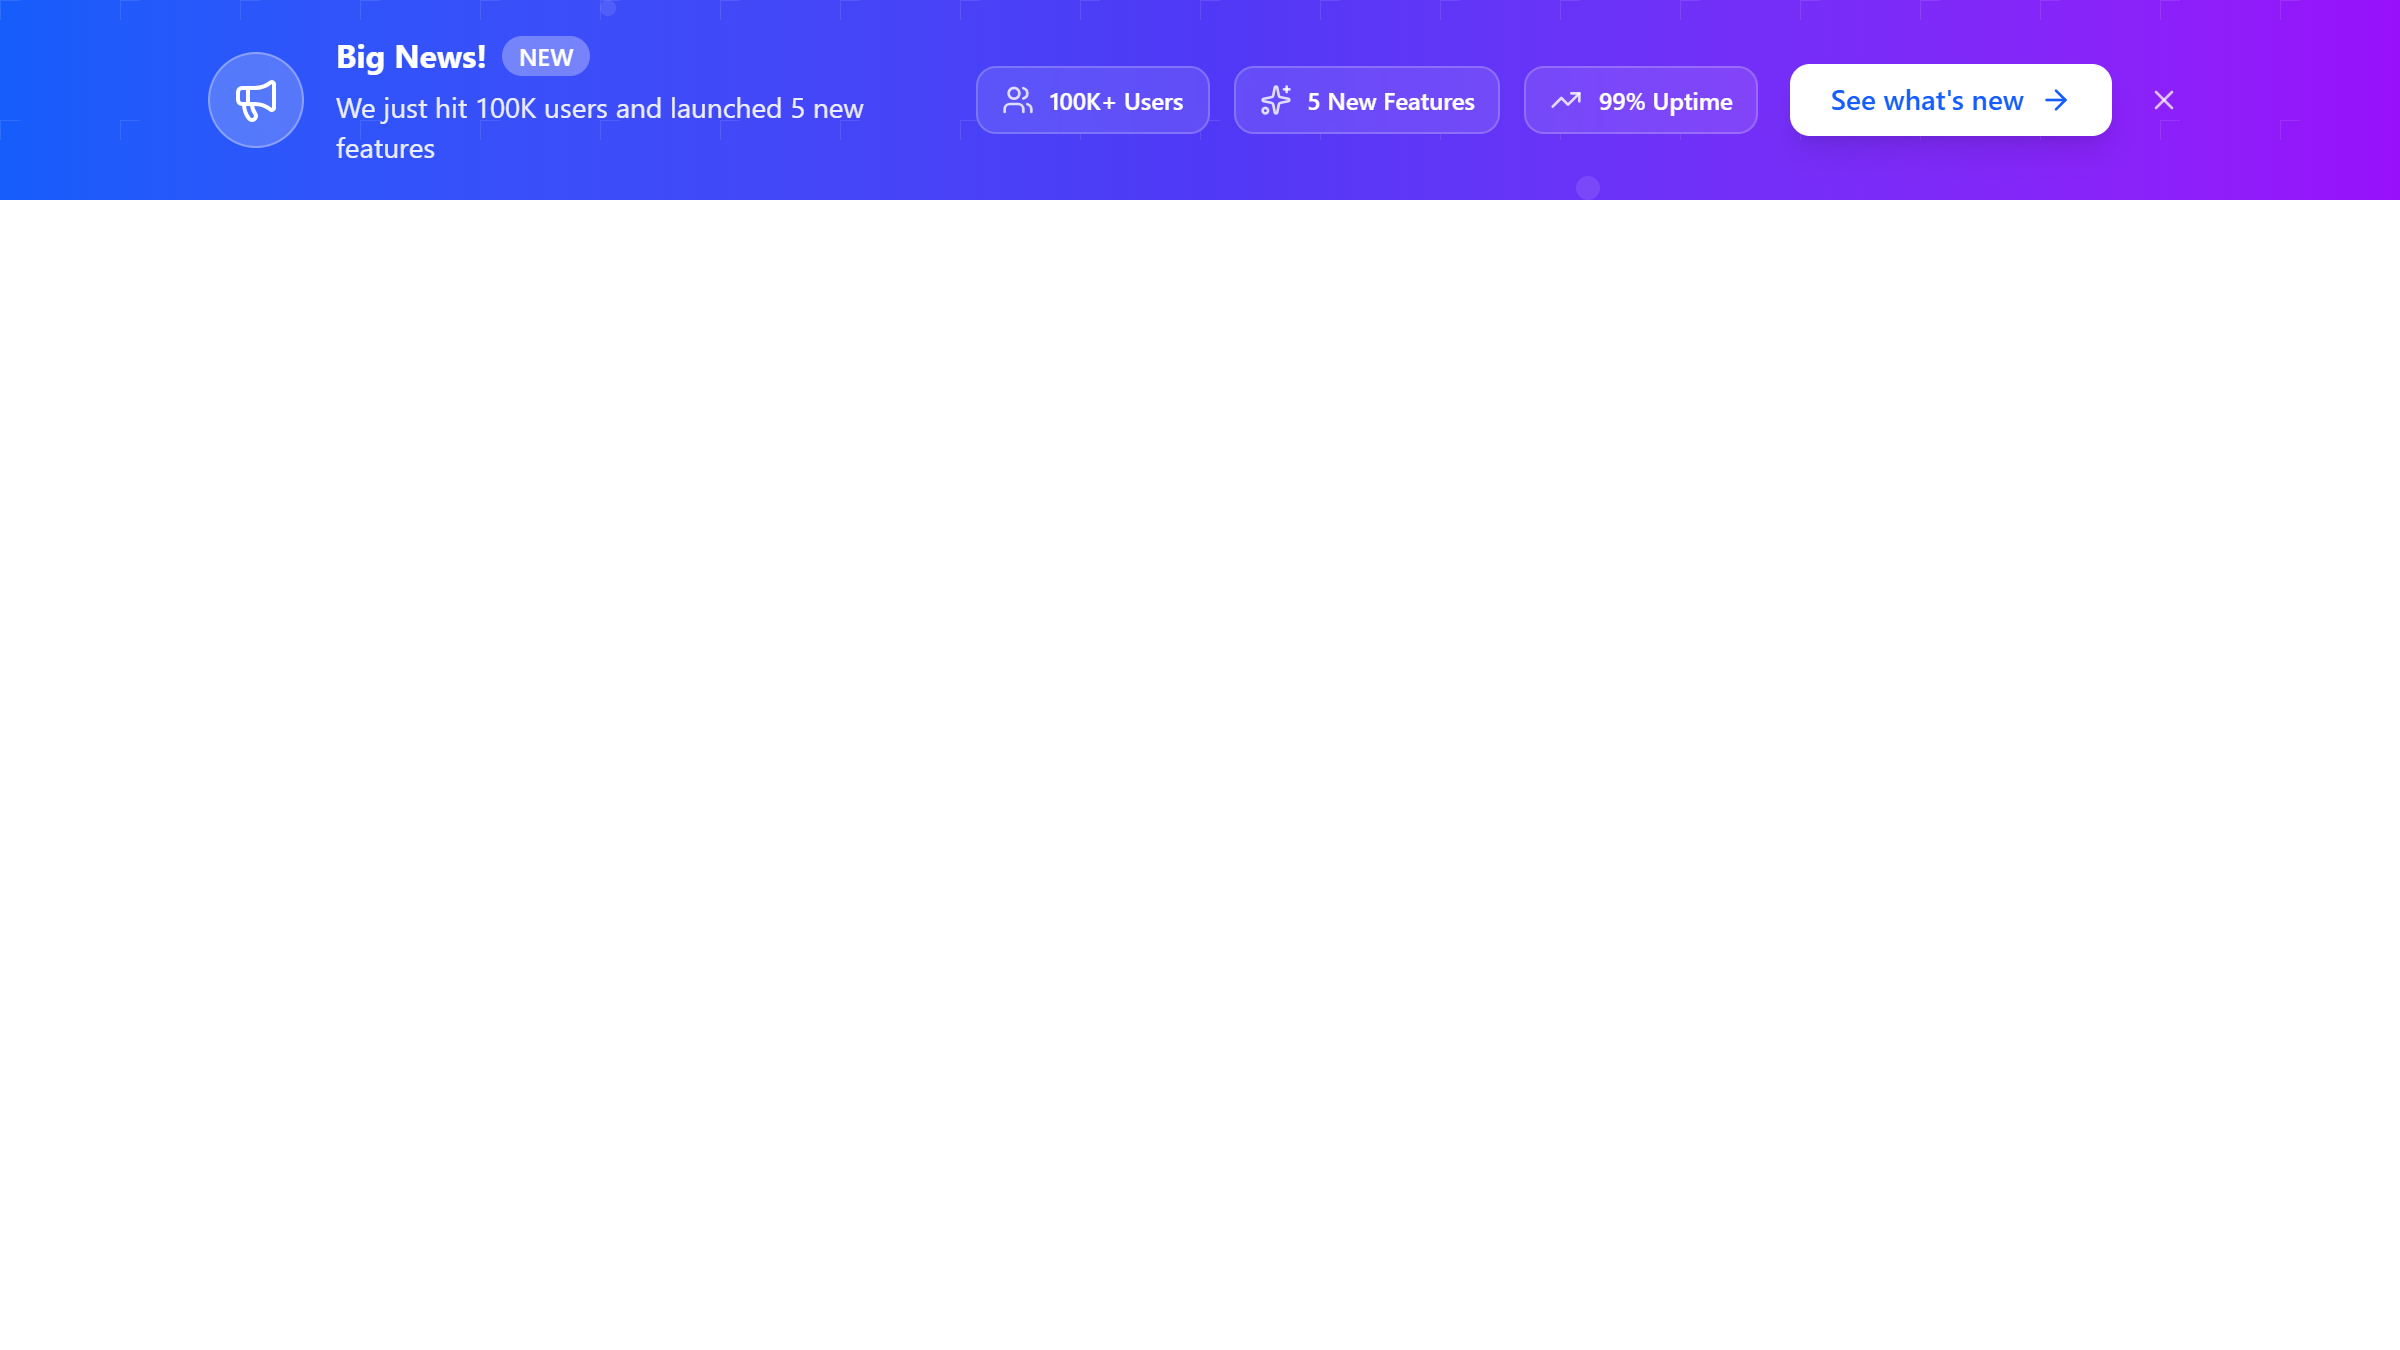 Big News!
NEW
We just hit 100K users and launched 5 new
features
100K+ Users
5 New Features
99% Uptime
See what's new